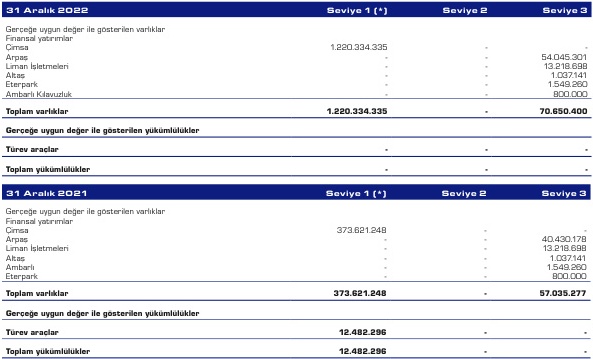 31 Aralık 2022 Seviye 1 (*) Seviye 2 Seviye 3
Gerçeğe uygun değer ile gösterilen varlıklar
Finansal yatırımlar
Çimsa 1.220.334.335 - -
Arpaş - - 54.045.301
Liman İşletmeleri - - 13.218.698
Altaş - - 1.037.141
Eterpark - - 1.549.260
Ambarlı Kılavuzluk - - 800.000
Toplam varlıklar 1.220.334.335 - 70.650.400
Gerçeğe uygun değer ile gösterilen yükümlülükler
Türev araçlar - - -
Toplam yükümlülükler - - -
31 Aralık 2021 Seviye 1 (*) Seviye 2 Seviye 3
Gerçeğe uygun değer ile gösterilen varlıklar
Finansal yatırımlar
Çimsa 373.621.248 - -
Arpaş - - 40.430.178
Liman İşletmeleri - - 13.218.698
Altaş - - 1.037.141
Ambarlı - - 1.549.260
Eterpark - - 800.000
Toplam varlıklar 373.621.248 - 57.035.277
Gerçeğe uygun değer ile gösterilen yükümlülükler
Türev araçlar 12.482.296 - -
Toplam yükümlülükler 12.482.296 - -